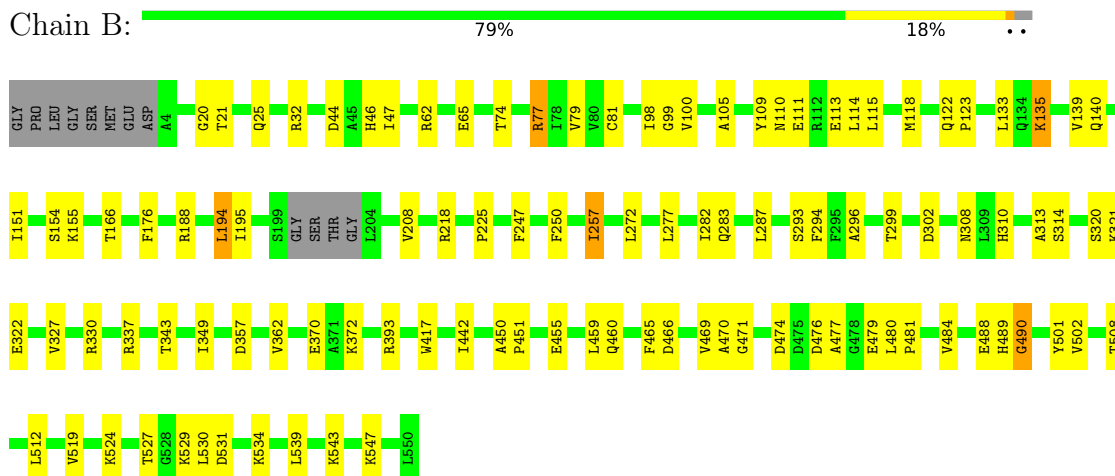 Chain B:
79% 18% • •
GLY PRO LEU GLY SER MET GLU ASP A4 G20 T21 Q25 R32 D44 A45 H46 I47 R62 E65 T74 R77 I78 V79 V80 C81 I98 G99 V100 A105 Y109 N110 E111 R112 E113 L114 L115 M118 Q122 P123 L133 Q134 K135 V139 Q140
I151 S154 K155 T166 F176 R188 L194 I195 S199 GLY SER THR GLY L204 V208 R218 P225 F247 F250 I257 L272 L277 I282 Q283 L287 S293 F294 F295 A296 T299 D302 N308 L309 H310 A313 S314 S320 K321
E322 V327 R330 R337 T343 I349 D357 V362 E370 A371 K372 R393 W417 I442 A450 P451 E455 L459 Q460 F465 D466 V469 A470 G471 D474 D475 D476 A477 G478 E479 L480 P481 V484 E488 H489 G490 Y501 V502
L512 V519 K524 T527 G528 K529 L530 D531 K534 L539 K543 K547 L550